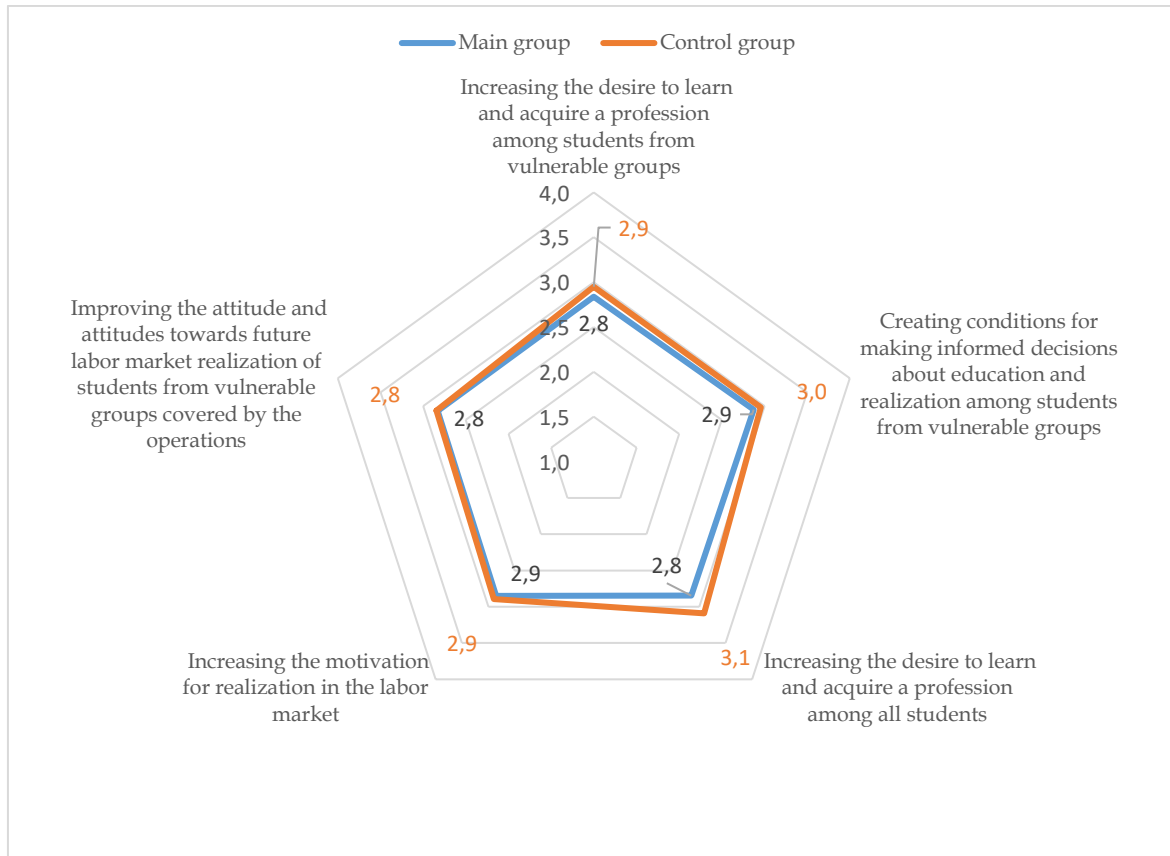 Main group
Control group
Increasing the desire to learn
and acquire a profession
among students from
vulnerable groups
4,0
3,5
3,0
2,5
2,0
1,5
1,0
2,9
2,8
Creating conditions for
making informed decisions
about education and
realization among students
from vulnerable groups
3,0
2,9
Increasing the desire to learn
and acquire a profession
among all students
3,1
2,8
Increasing the motivation
for realization in the labor
market
2,9
2,9
Improving the attitude and
attitudes towards future
labor market realization of
students from vulnerable
groups covered by the
operations
2,8
2,8